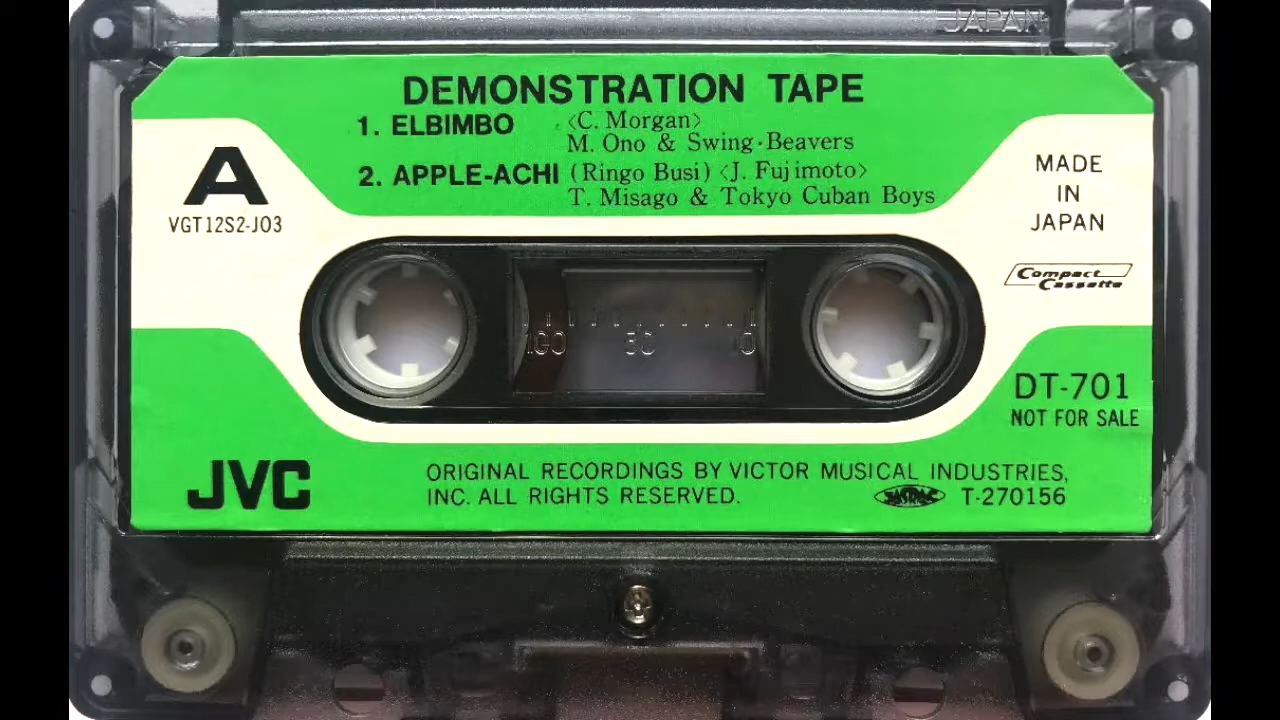 JAPAN
DEMONSTRATION TAPE
1. ELBIMBO <C. Morgan>
M. Ono & Swing·Beavers
2. APPLE-ACHI (Ringo Busi) <J. Fujimoto>
T. Misago & Tokyo Cuban Boys
A
VGT12S2-J03
MADE
IN
JAPAN
Compact
Cassette
100 50 0
DT-701
NOT FOR SALE
JVC
ORIGINAL RECORDINGS BY VICTOR MUSICAL INDUSTRIES,
INC. ALL RIGHTS RESERVED. JASRAC T-270156